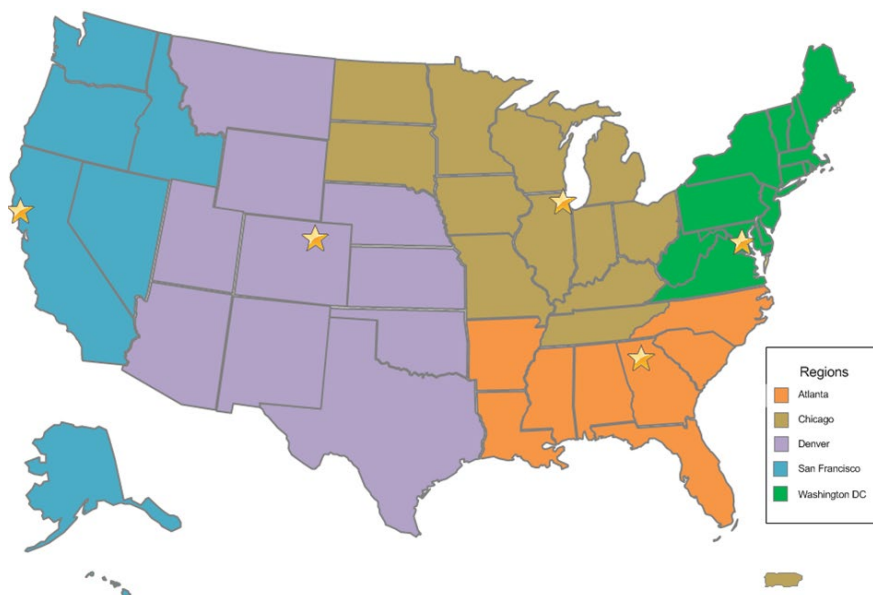 Regions
Atlanta
Chicago
Denver
San Francisco
Washington DC